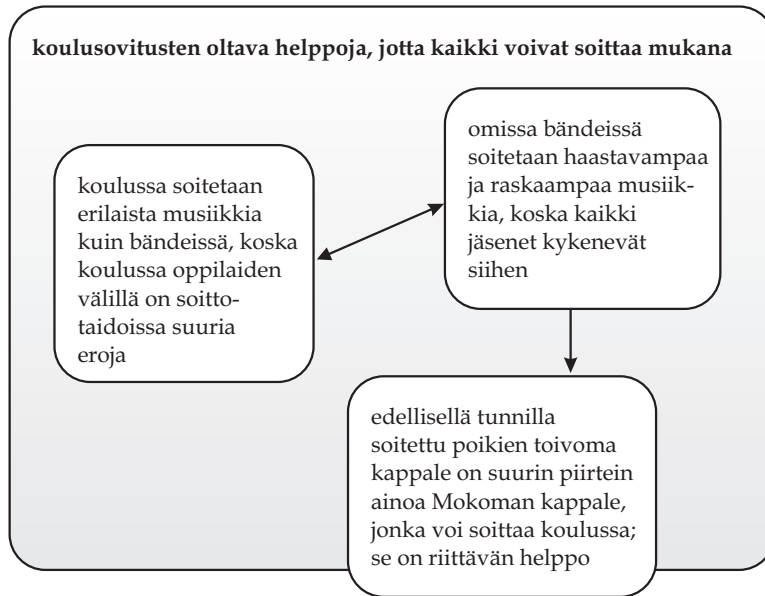 koulusovitusten oltava helppoja, jotta kaikki voivat soittaa mukana
koulussa soitetaan
erilaista musiikkia
kuin bändeissä, koska
koulussa oppilaiden
välillä on soitto-
taidoissa suuria
eroja
omissa bändeissä
soitetaan haastavampaa
ja raskaampaa musiik-
kia, koska kaikki
jäsenet kykenevät
siihen
edellisellä tunnilla
soitettu poikien toivoma
kappale on suurin piirtein
ainoa Mokoman kappale,
jonka voi soittaa koulussa;
se on riittävän helppo